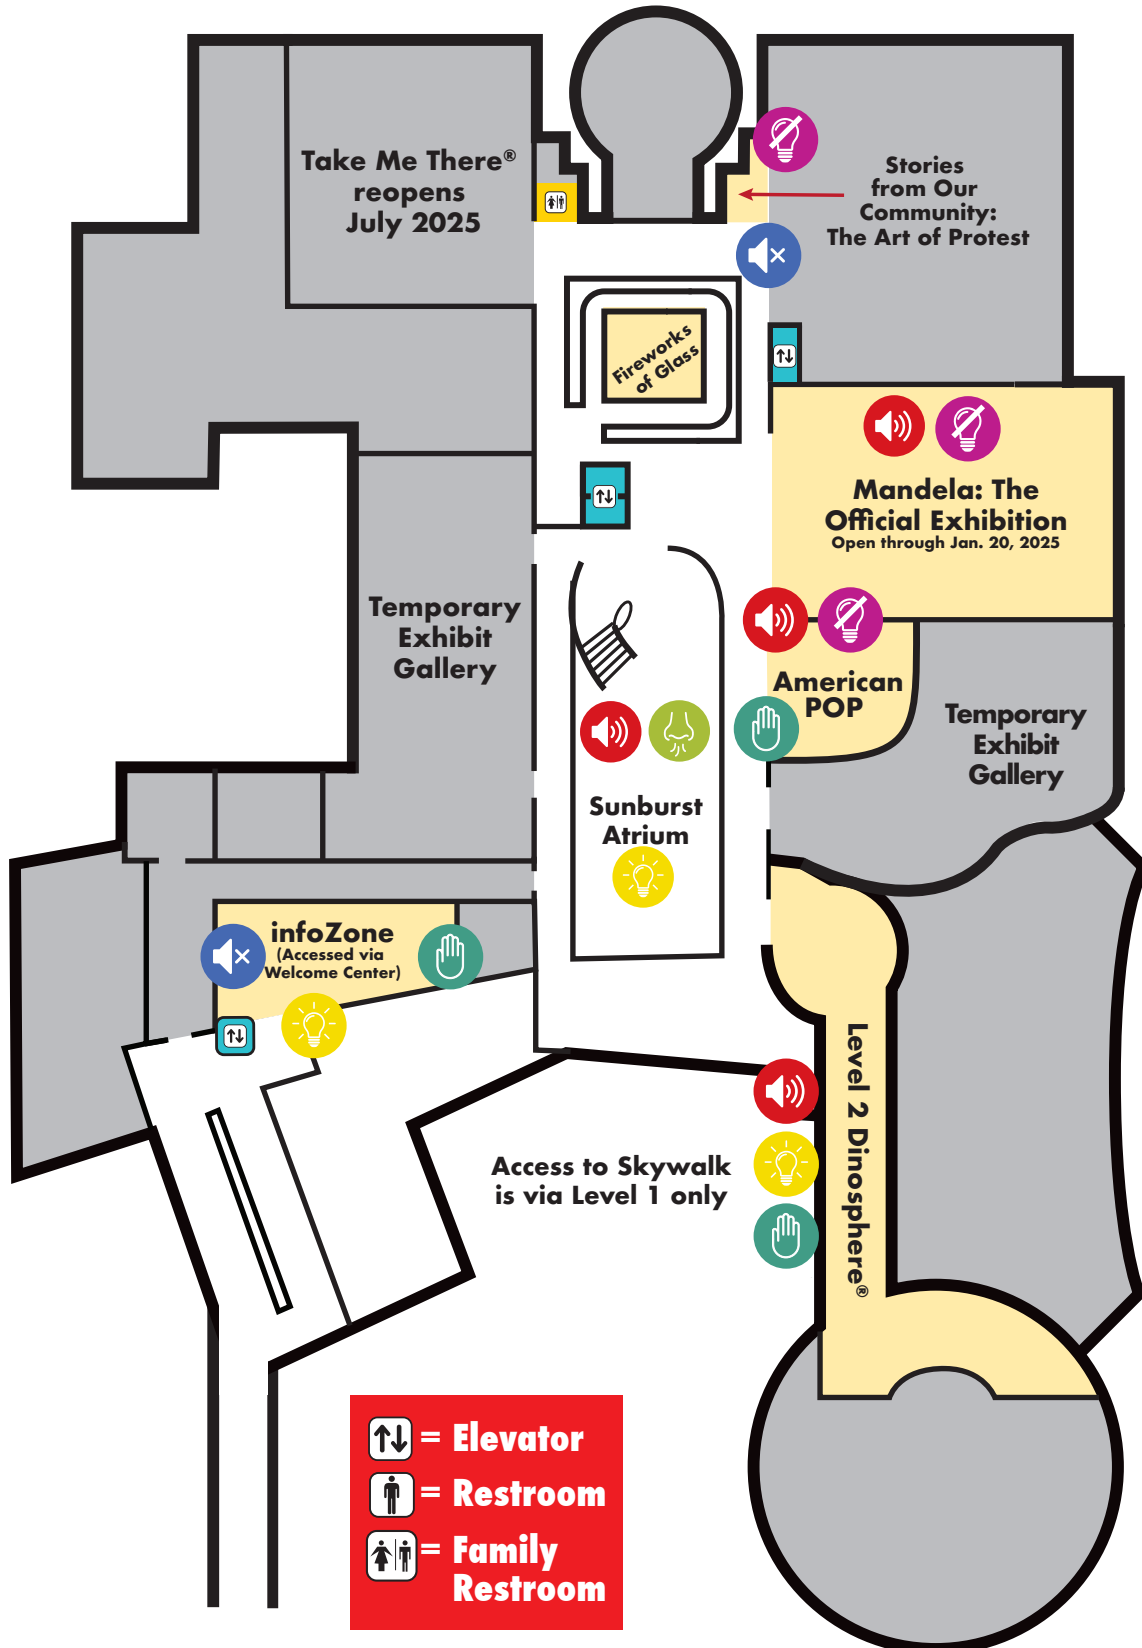 Take Me There®
reopens
July 2025
Stories
from Our
Community:
The Art of Protest
Fireworks
of Glass
Mandela: The
Official Exhibition
Open through Jan. 20, 2025
Temporary
Exhibit
Gallery
American
POP
Temporary
Exhibit
Gallery
Sunburst
Atrium
infoZone
(Accessed via
Welcome Center)
Level 2 Dinosphere®
Access to Skywalk
is via Level 1 only
= Elevator
= Restroom
= Family
Restroom